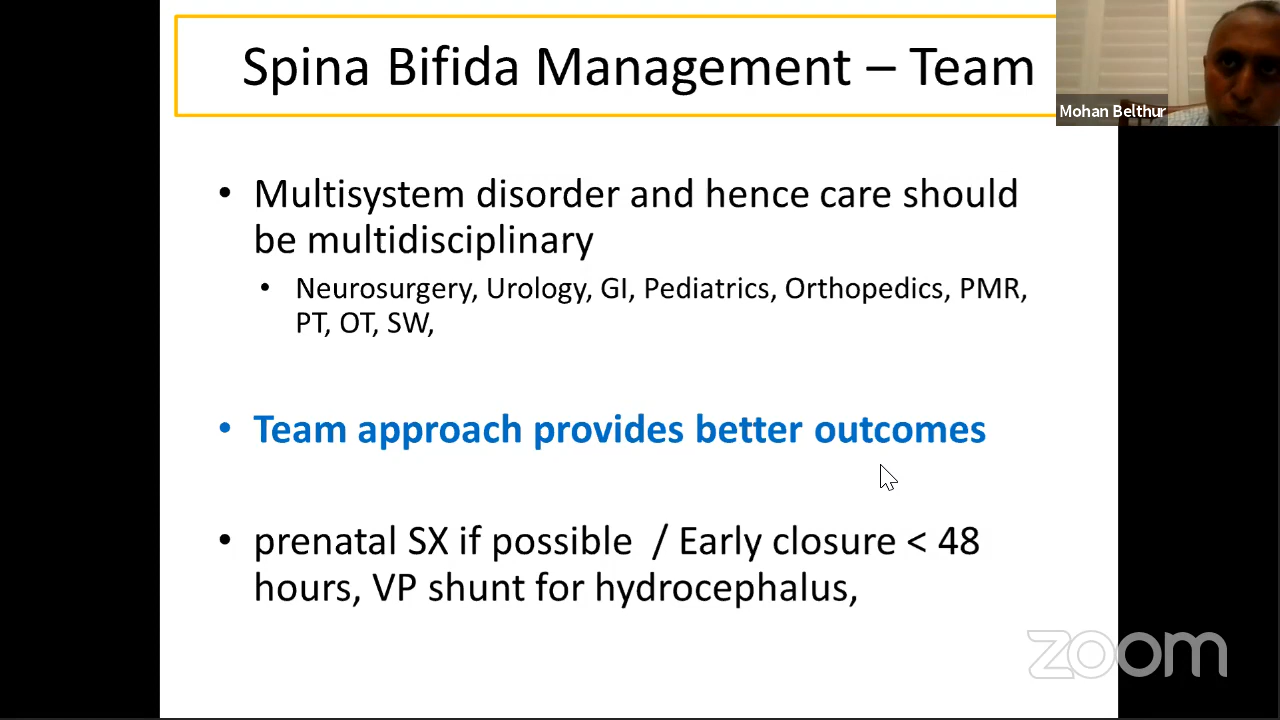 Spina Bifida Management – Team
Mohan Belthur
• Multisystem disorder and hence care should
be multidisciplinary
• Neurosurgery, Urology, GI, Pediatrics, Orthopedics, PMR,
PT, OT, SW,
• Team approach provides better outcomes
• prenatal SX if possible / Early closure < 48
hours, VP shunt for hydrocephalus,
zoom